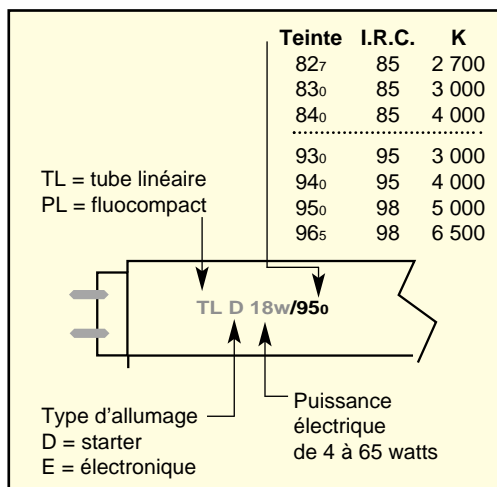 Teinte I.R.C. K
827 85 2 700
830 85 3 000
840 85 4 000
930 95 3 000
940 95 4 000
950 98 5 000
965 98 6 500
TL = tube linéaire
PL = fluocompact
TL D 18w/950
Type d'allumage
D = starter
E = électronique
Puissance
électrique
de 4 à 65 watts